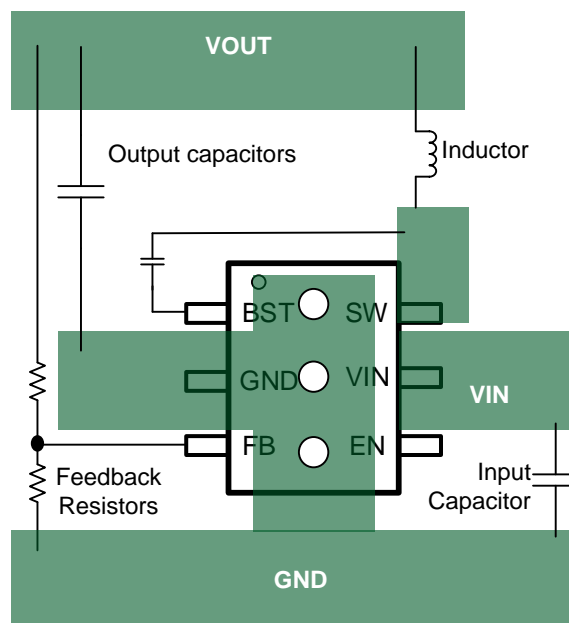 VOUT
Output capacitors
Inductor
BST
SW
GND
VIN
VIN
FB
EN
Feedback
Resistors
Input
Capacitor
GND